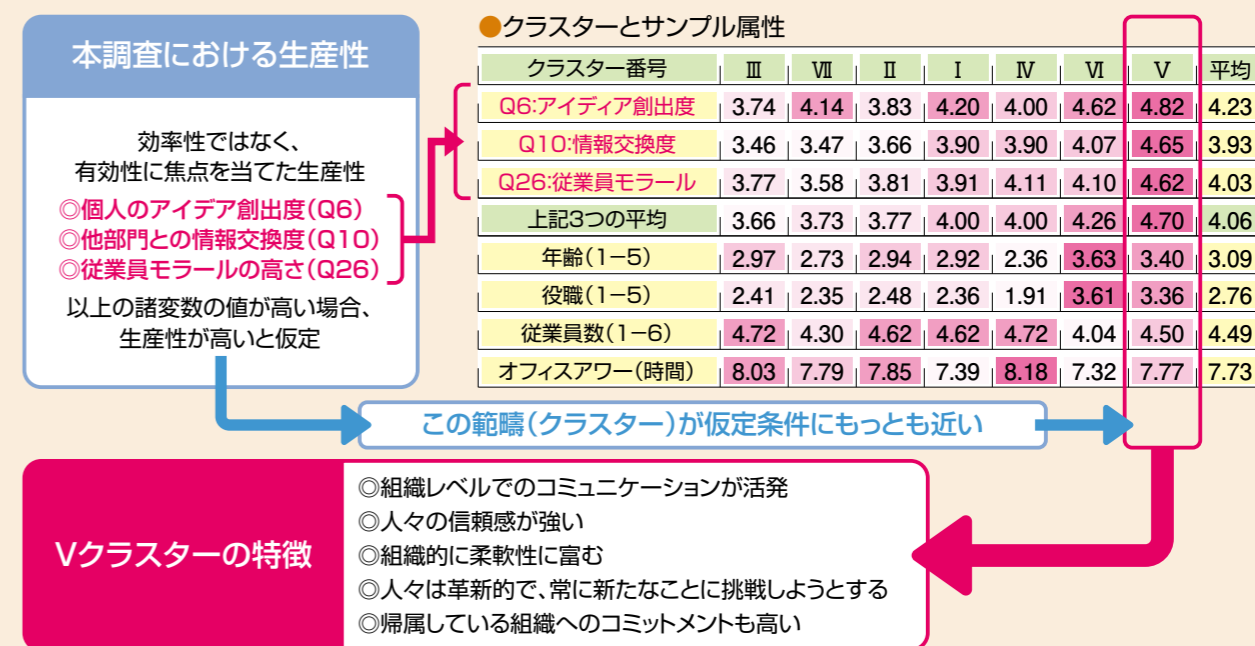 本調査における生産性
効率性ではなく、
有効性に焦点を当てた生産性
◎個人のアイデア創出度(Q6)
◎他部門との情報交換度(Q10)
◎従業員モラールの高さ(Q26)
以上の諸変数の値が高い場合、
生産性が高いと仮定
●クラスターとサンプル属性
クラスター番号 Ⅲ Ⅶ Ⅱ Ⅰ Ⅳ Ⅵ Ⅴ 平均
Q6:アイディア創出度 3.74 4.14 3.83 4.20 4.00 4.62 4.82 4.23
Q10:情報交換度 3.46 3.47 3.66 3.90 3.90 4.07 4.65 3.93
Q26:従業員モラール 3.77 3.58 3.81 3.91 4.11 4.10 4.62 4.03
上記3つの平均 3.66 3.73 3.77 4.00 4.00 4.26 4.70 4.06
年齢(1−5) 2.97 2.73 2.94 2.92 2.36 3.63 3.40 3.09
役職(1−5) 2.41 2.35 2.48 2.36 1.91 3.61 3.36 2.76
従業員数(1−6) 4.72 4.30 4.62 4.62 4.72 4.04 4.50 4.49
オフィスアワー(時間) 8.03 7.79 7.85 7.39 8.18 7.32 7.77 7.73
この範疇(クラスター)が仮定条件にもっとも近い
Vクラスターの特徴
◎組織レベルでのコミュニケーションが活発
◎人々の信頼感が強い
◎組織的に柔軟性に富む
◎人々は革新的で、常に新たなことに挑戦しようとする
◎帰属している組織へのコミットメントも高い